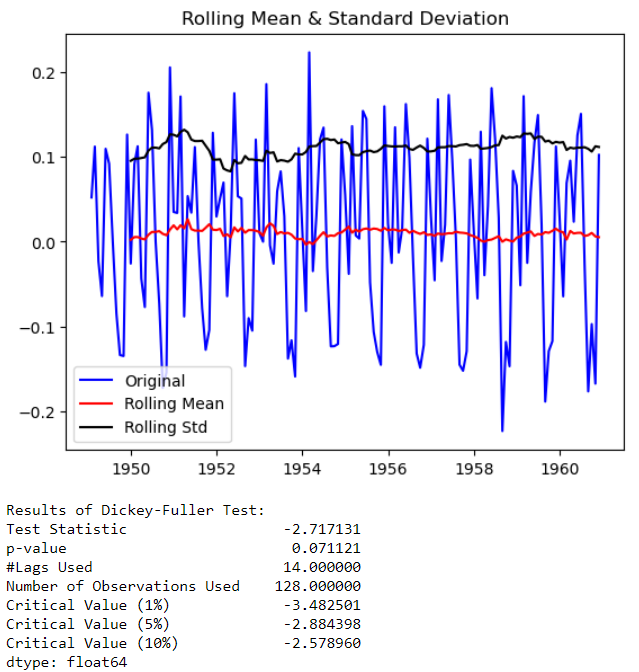 Rolling Mean & Standard Deviation
0.2
0.1
0.0
−0.1
−0.2
Original
Rolling Mean
Rolling Std
1950 1952 1954 1956 1958 1960
Results of Dickey-Fuller Test:
Test Statistic -2.717131
p-value 0.071121
#Lags Used 14.000000
Number of Observations Used 128.000000
Critical Value (1%) -3.482501
Critical Value (5%) -2.884398
Critical Value (10%) -2.578960
dtype: float64